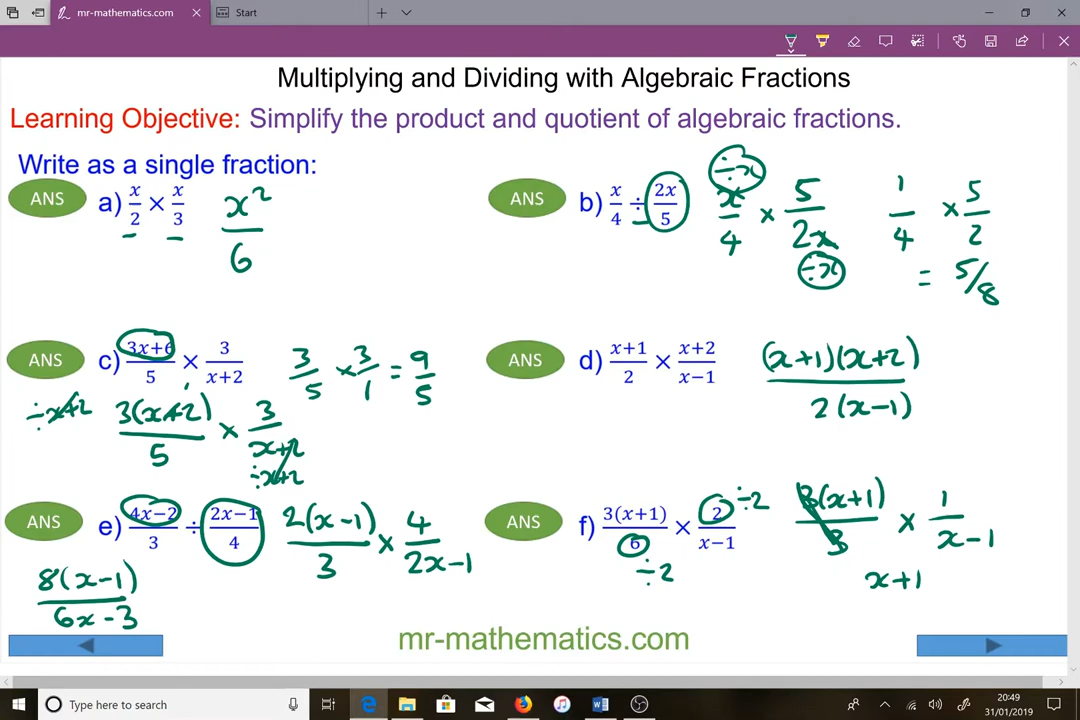 mr-mathematics.com
Start
Multiplying and Dividing with Algebraic Fractions
Learning Objective: Simplify the product and quotient of algebraic fractions.
Write as a single fraction:
ANS a) x/2 × x/3 x²/6
ANS b) x/4 ÷ 2x/5 ÷x x/4 × 5/2x ÷x 1/4 × 5/2
= 5/8
ANS c) 3x+6/5 × 3/x+2 3/5 × 3/1 = 9/5
÷x+2 3(x+2)/5 × 3/x+2 ÷x+2
ANS d) x+1/2 × x+2/x−1 (x+1)(x+2)/2(x−1)
ANS e) 4x−2/3 ÷ 2x−1/4 2(x−1)/3 × 4/2x−1
8(x−1)/6x−3
ANS f) 3(x+1)/6 × 2/x−1 ÷2 ÷2 3(x+1)/3 × 1/x−1
x+1
mr-mathematics.com
Type here to search
20:49
31/01/2019